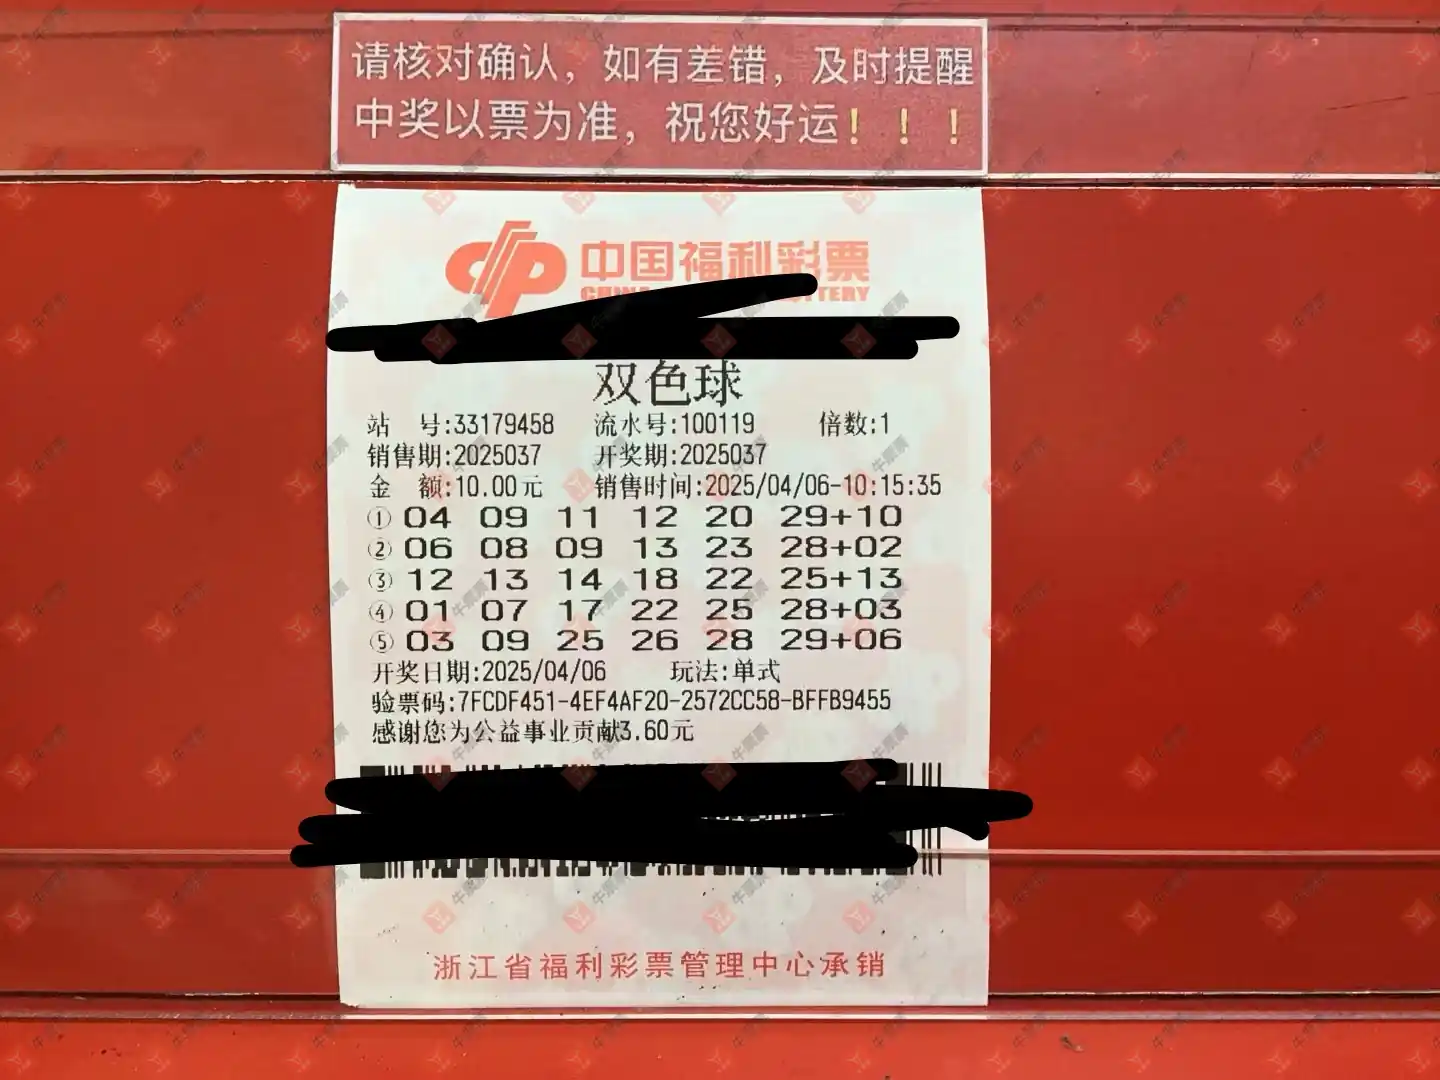 请核对确认，如有差错，及时提醒
中奖以票为准，祝您好运！！！
中国福利彩票
双色球
站 号:33179458 流水号:100119 倍数:1
销售期:2025037 开奖期:2025037
金 额:10.00元 销售时间:2025/04/06-10:15:35
① 04 09 11 12 20 29+10
② 06 08 09 13 23 28+02
③ 12 13 14 18 22 25+13
④ 01 07 17 22 25 28+03
⑤ 03 09 25 26 28 29+06
开奖日期:2025/04/06 玩法:单式
验票码:7FCDF451-4EF4AF20-2572CC58-BFFB9455
感谢您为公益事业贡献3.60元
浙江省福利彩票管理中心承销